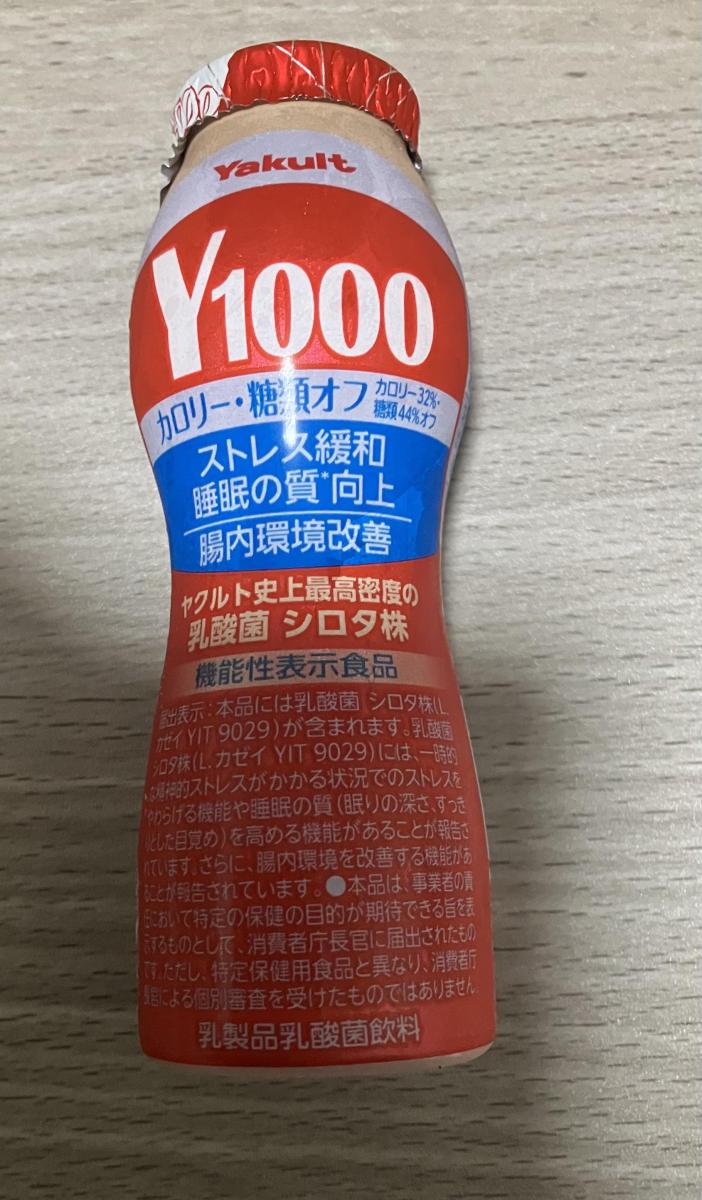 00
Yakult
Y1000
カロリー・糖類オフ カロリー32%・
糖類44%オフ
ストレス緩和
睡眠の質*向上
腸内環境改善
ヤクルト史上最高密度の
乳酸菌 シロタ株
機能性表示食品
届出表示:本品には乳酸菌 シロタ株(L.
カゼイ YIT 9029)が含まれます。乳酸菌
シロタ株(L. カゼイ YIT 9029)には、一時的
な精神的ストレスがかかる状況でのストレスを
やわらげる機能や睡眠の質(眠りの深さ、すっき
りとした目覚め)を高める機能があることが報告さ
れています。さらに、腸内環境を改善する機能があ
ることが報告されています。●本品は、事業者の責
任において特定の保健の目的が期待できる旨を表
示するものとして、消費者庁長官に届出されたもの
です。ただし、特定保健用食品と異なり、消費者庁
長官による個別審査を受けたものではありません。
乳製品乳酸菌飲料